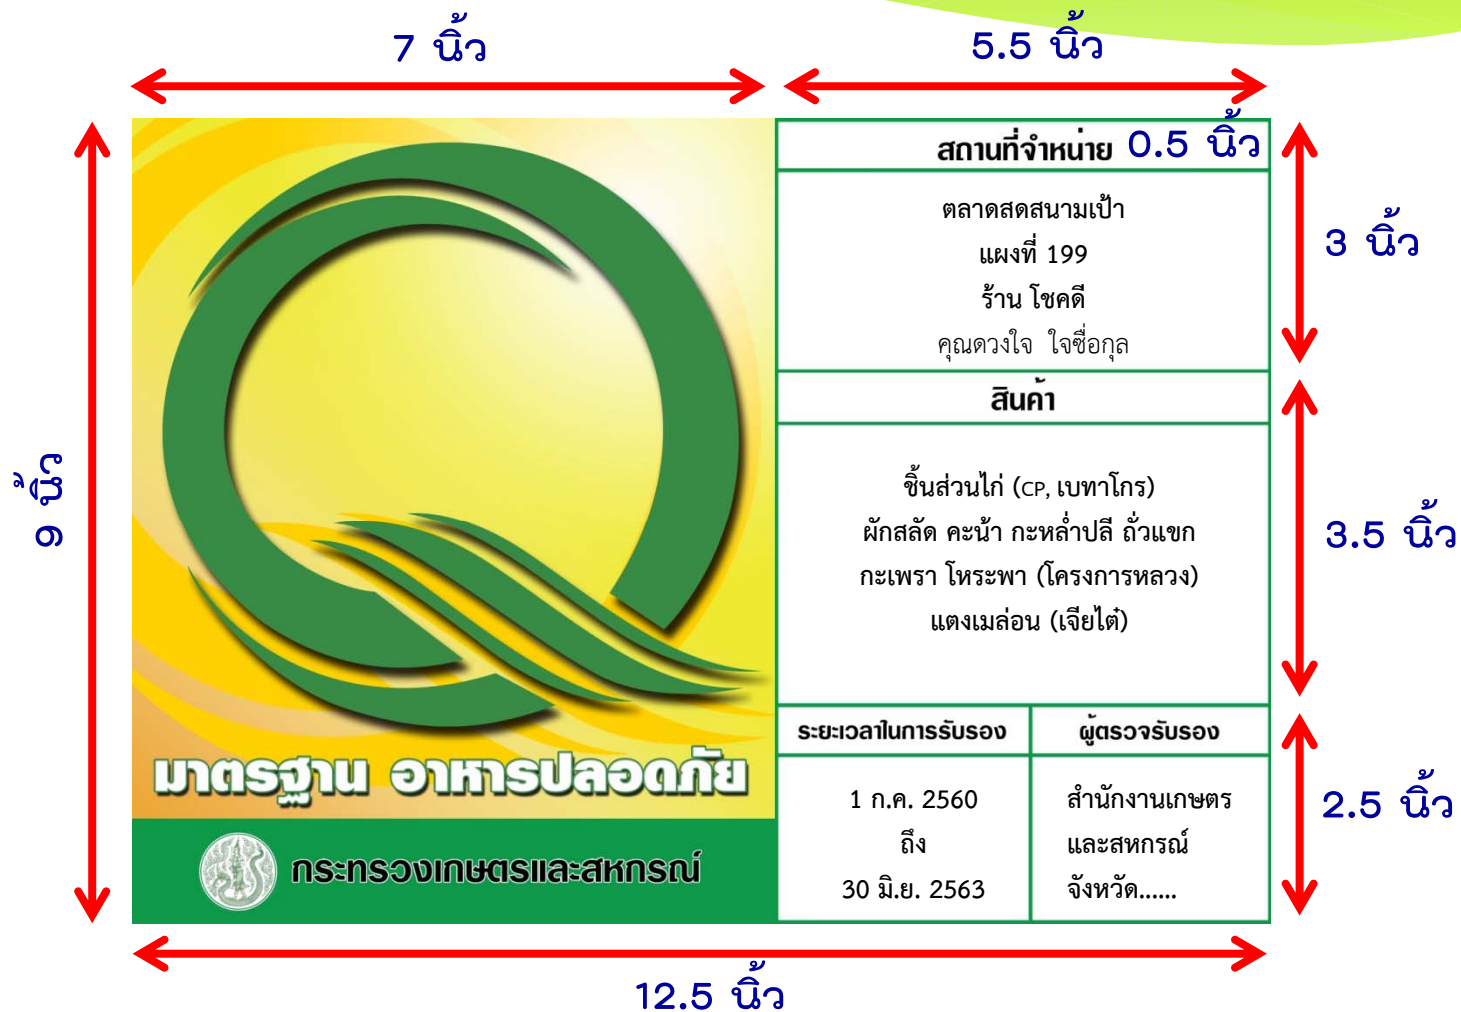 7 นิ้ว
5.5 นิ้ว
สถานที่จำหน่าย 0.5 นิ้ว
ตลาดสดสนามเป้า
แผงที่ 199
ร้าน โชคดี
คุณดวงใจ ใจซื่อกุล
3 นิ้ว
สินค้า
ชิ้นส่วนไก่ (CP, เบทาโกร)
ผักสลัด คะน้า กะหล่ำปลี ถั่วแขก
กะเพรา โหระพา (โครงการหลวง)
แตงเมล่อน (เจียไต๋)
3.5 นิ้ว
9 นิ้ว
มาตรฐาน อาหารปลอดภัย
กระทรวงเกษตรและสหกรณ์
ระยะเวลาในการรับรอง
1 ก.ค. 2560
ถึง
30 มิ.ย. 2563
ผู้ตรวจรับรอง
สำนักงานเกษตร
และสหกรณ์
จังหวัด......
2.5 นิ้ว
12.5 นิ้ว